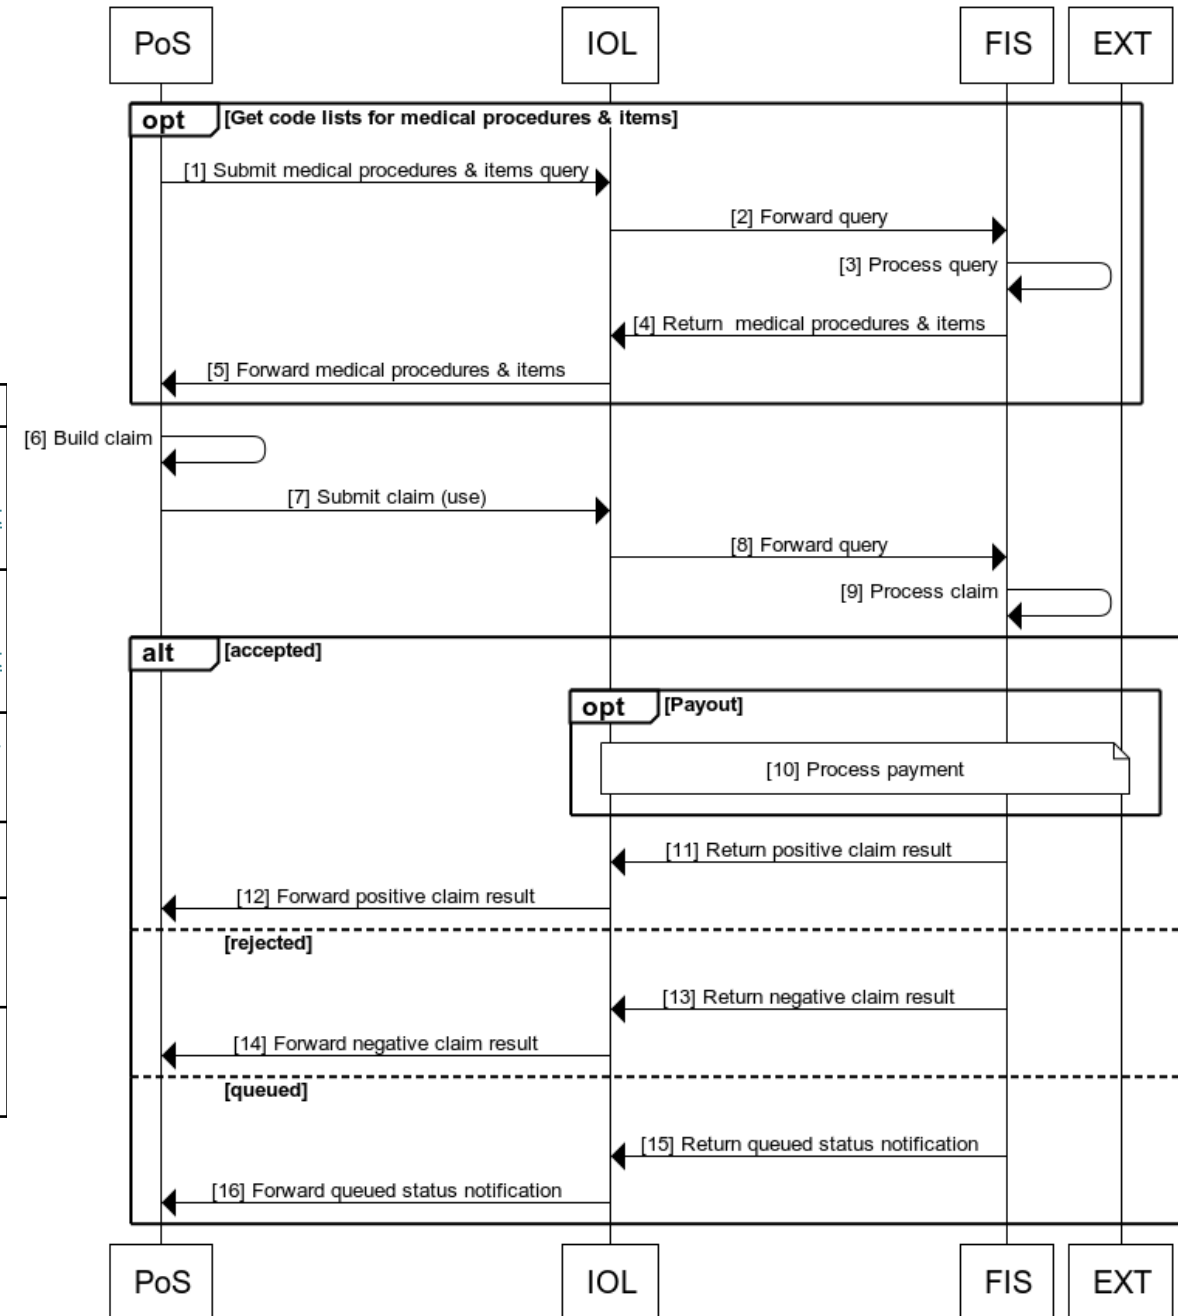 PoS
IOL
FIS
EXT
opt
[Get code lists for medical procedures & items]
[1] Submit medical procedures & items query
[2] Forward query
[3] Process query
[4] Return  medical procedures & items
[5] Forward medical procedures & items
[6] Build claim
[7] Submit claim (use)
[8] Forward query
[9] Process claim
alt
[accepted]
opt
[Payout]
[10] Process payment
[11] Return positive claim result
[12] Forward positive claim result
[rejected]
[13] Return negative claim result
[14] Forward negative claim result
[queued]
[15] Return queued status notification
[16] Forward queued status notification
PoS
IOL
FIS
EXT